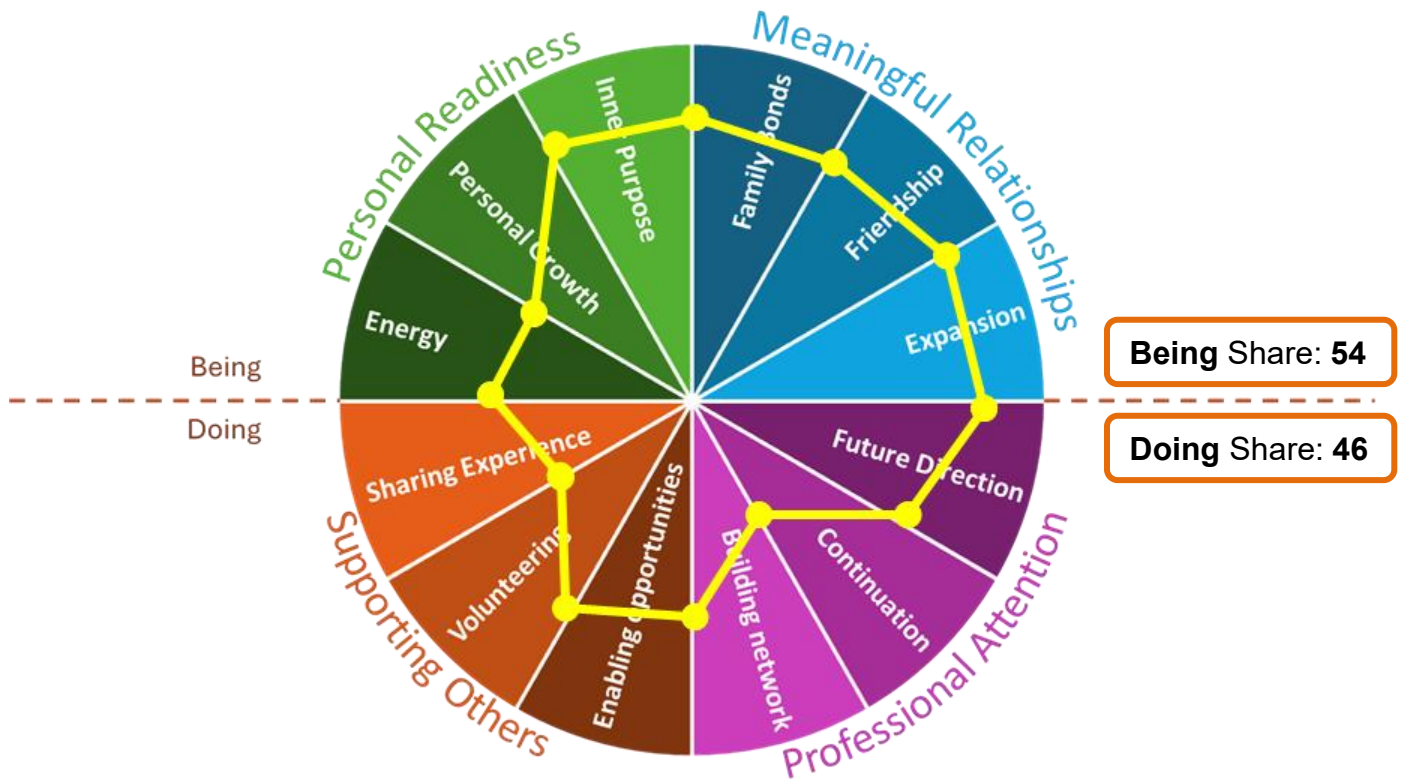 Personal Readiness
Meaningful Relationships
Inner Purpose
Family Bonds
Personal Growth
Friendship
Energy
Expansion
Being
Being Share: 54
Doing
Doing Share: 46
Sharing Experience
Future Direction
Volunteering
Continuation
Enabling opportunities
Building network
Supporting Others
Professional Attention